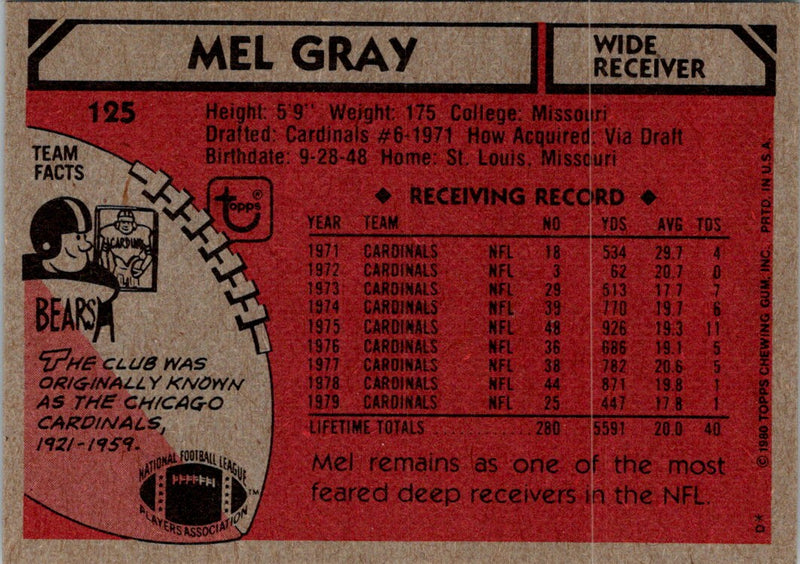 MEL GRAY
WIDE
RECEIVER
125
Height: 5'9" Weight: 175 College: Missouri
Drafted: Cardinals #6-1971 How Acquired: Via Draft
Birthdate: 9-28-48 Home: St. Louis, Missouri
TEAM
FACTS
topps®
CARDINALS
BEARS
THE CLUB WAS
ORIGINALLY KNOWN
AS THE CHICAGO
CARDINALS,
1921-1959.
NATIONAL FOOTBALL LEAGUE
PLAYERS ASSOCIATION
TM
◆ RECEIVING RECORD ◆
YEAR TEAM NO YDS AVG TDS
1971 CARDINALS NFL 18 534 29.7 4
1972 CARDINALS NFL 3 62 20.7 0
1973 CARDINALS NFL 29 513 17.7 7
1974 CARDINALS NFL 39 770 19.7 6
1975 CARDINALS NFL 48 926 19.3 11
1976 CARDINALS NFL 36 686 19.1 5
1977 CARDINALS NFL 38 782 20.6 5
1978 CARDINALS NFL 44 871 19.8 1
1979 CARDINALS NFL 25 447 17.8 1
LIFETIME TOTALS 280 5591 20.0 40
Mel remains as one of the most
feared deep receivers in the NFL.
© 1980 TOPPS CHEWING GUM, INC. PRTD. IN U.S.A.
D*